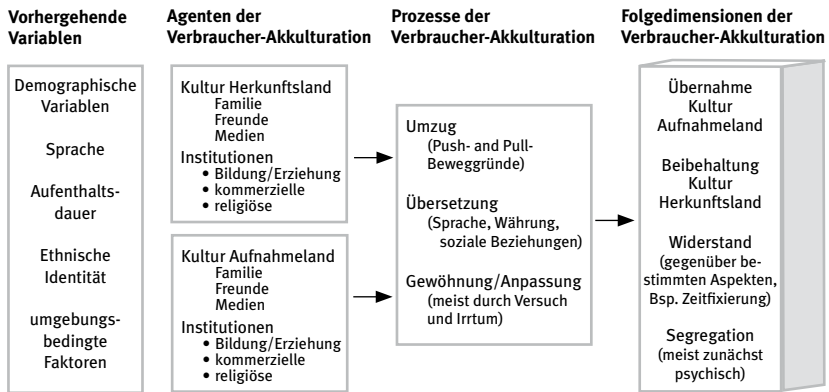 Vorhergehende
Variablen
Demographische
Variablen
Sprache
Aufenthalts-
dauer
Ethnische
Identität
umgebungs-
bedingte
Faktoren
Agenten der
Verbraucher-Akkulturation
Kultur Herkunftsland
Familie
Freunde
Medien
Institutionen
• Bildung/Erziehung
• kommerzielle
• religiöse
Kultur Aufnahmeland
Familie
Freunde
Medien
Institutionen
• Bildung/Erziehung
• kommerzielle
• religiöse
Prozesse der
Verbraucher-Akkulturation
Umzug
(Push- and Pull-
Beweggründe)
Übersetzung
(Sprache, Währung,
soziale Beziehungen)
Gewöhnung/Anpassung
(meist durch Versuch
und Irrtum)
Folgedimensionen der
Verbraucher-Akkulturation
Übernahme
Kultur
Aufnahmeland
Beibehaltung
Kultur
Herkunftsland
Widerstand
(gegenüber be-
stimmten Aspekten,
Bsp. Zeitfixierung)
Segregation
(meist zunächst
psychisch)